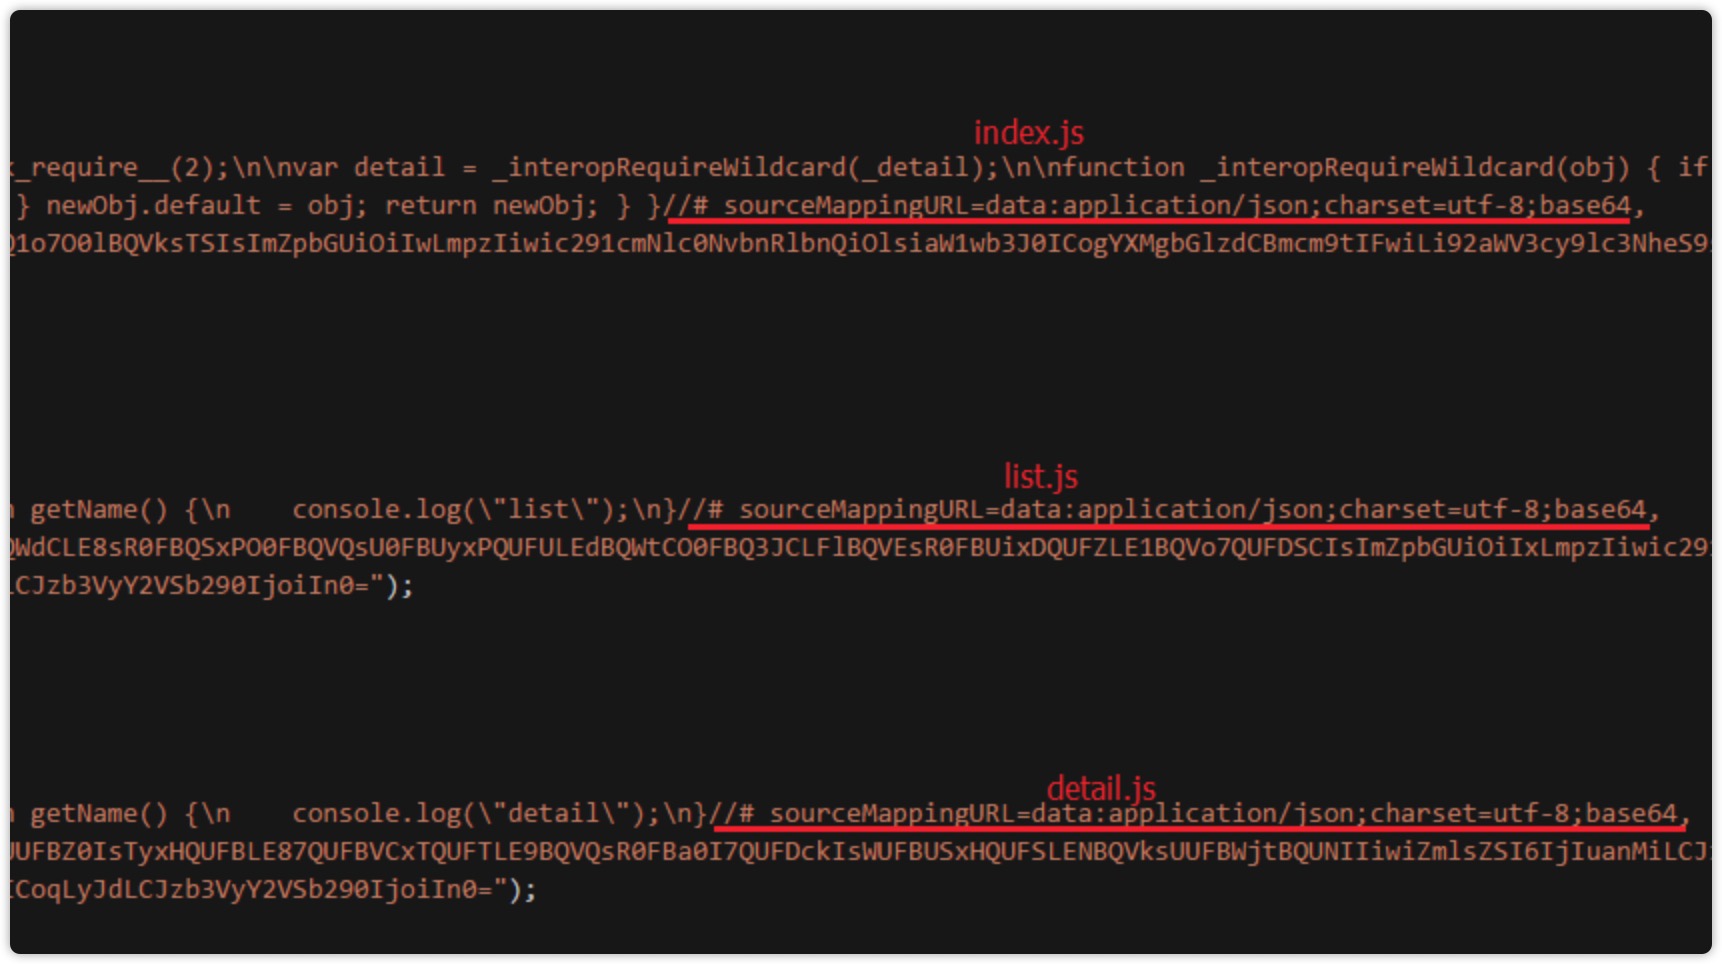 index.js
_require__(2);\n\nvar detail = _interopRequireWildcard(_detail);\n\nfunction _interopRequireWildcard(obj) { if
} newObj.default = obj; return newObj; } }//# sourceMappingURL=data:application/json;charset=utf-8;base64,
Q1o7O0lBQVksTSIsImZpbGUiOiIwLmpzIiwic291cmNlc0NvbnRlbnQiOlsiaW1wb3J0ICogYXMgbGlzdCBmcm9tIFwiLi92aWV3cy9lc3NheS9
list.js
getName() {\n    console.log(\"list\");\n}//# sourceMappingURL=data:application/json;charset=utf-8;base64,
QWdCLE8sR0FBQSxPO0FBQVQsU0FBUyxPQUFULEdBQWtCO0FBQ3JCLFlBQVEsR0FBUixDQUFZLE1BQVo7QUFDSCIsImZpbGUiOiIxLmpzIiwic29
CJzb3VyY2VSb290IjoiIn0=");
detail.js
getName() {\n    console.log(\"detail\");\n}//# sourceMappingURL=data:application/json;charset=utf-8;base64,
UFBZ0IsTyxHQUFBLE87QUFBVCxTQUFTLE9BQVQsR0FBa0I7QUFDckIsWUFBUSxHQUFSLENBQVksUUFBWjtBQUNIIiwiZmlsZSI6IjIuanMiLCJ
CoqLyJdLCJzb3VyY2VSb290IjoiIn0=");